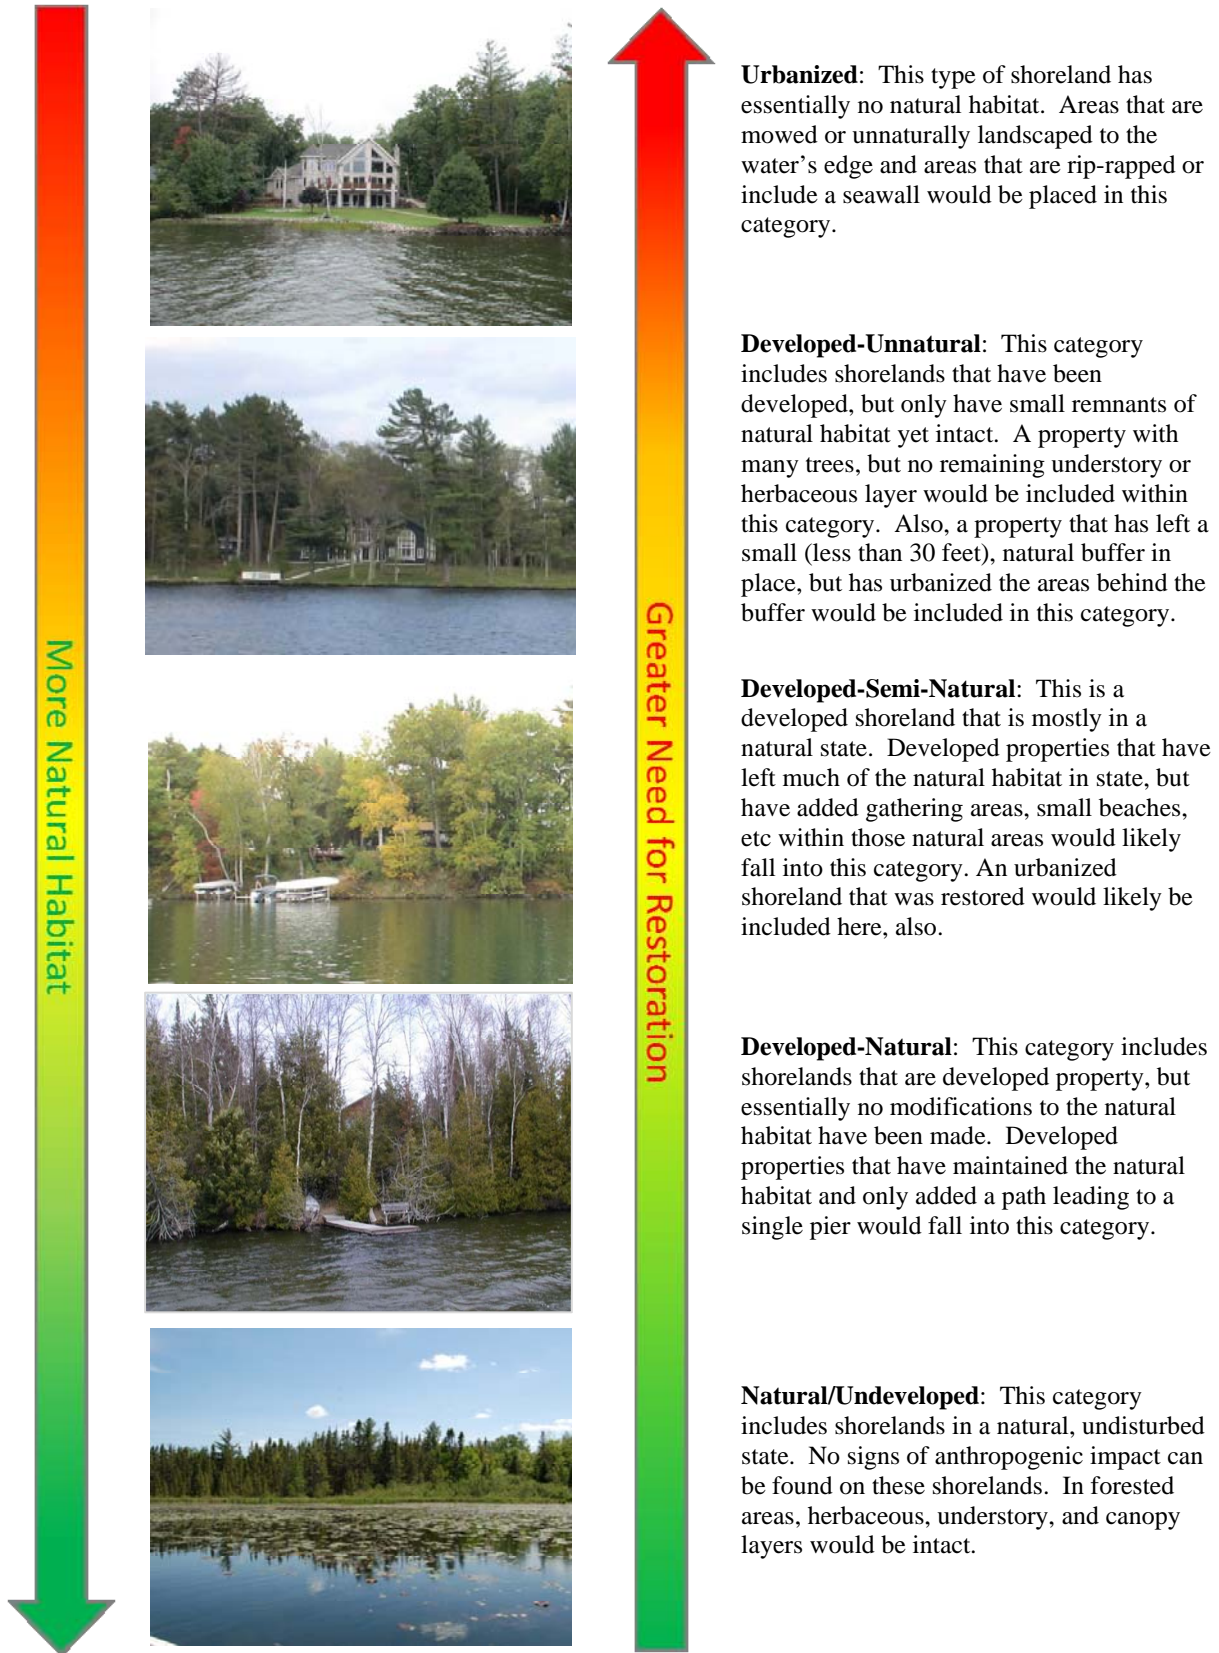 More Natural Habitat
Greater Need for Restoration
Urbanized: This type of shoreland has
essentially no natural habitat. Areas that are
mowed or unnaturally landscaped to the
water's edge and areas that are rip-rapped or
include a seawall would be placed in this
category.
Developed-Unnatural: This category
includes shorelands that have been
developed, but only have small remnants of
natural habitat yet intact. A property with
many trees, but no remaining understory or
herbaceous layer would be included within
this category. Also, a property that has left a
small (less than 30 feet), natural buffer in
place, but has urbanized the areas behind the
buffer would be included in this category.
Developed-Semi-Natural: This is a
developed shoreland that is mostly in a
natural state. Developed properties that have
left much of the natural habitat in state, but
have added gathering areas, small beaches,
etc within those natural areas would likely
fall into this category. An urbanized
shoreland that was restored would likely be
included here, also.
Developed-Natural: This category includes
shorelands that are developed property, but
essentially no modifications to the natural
habitat have been made. Developed
properties that have maintained the natural
habitat and only added a path leading to a
single pier would fall into this category.
Natural/Undeveloped: This category
includes shorelands in a natural, undisturbed
state. No signs of anthropogenic impact can
be found on these shorelands. In forested
areas, herbaceous, understory, and canopy
layers would be intact.